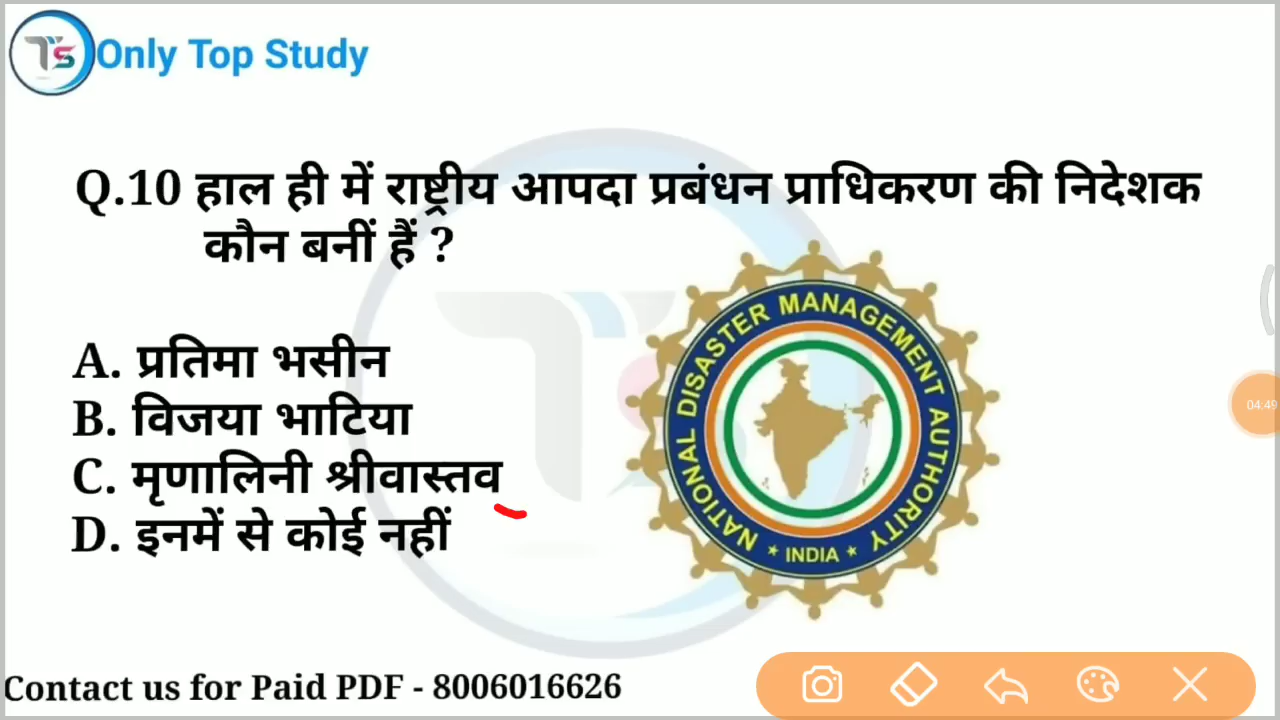 Ts Only Top Study
Q.10 हाल ही में राष्ट्रीय आपदा प्रबंधन प्राधिकरण की निदेशक
कौन बनीं हैं ?
A. प्रतिमा भसीन
B. विजया भाटिया
C. मृणालिनी श्रीवास्तव
D. इनमें से कोई नहीं
NATIONAL DISASTER MANAGEMENT AUTHORITY
* INDIA *
04:49
Contact us for Paid PDF - 8006016626